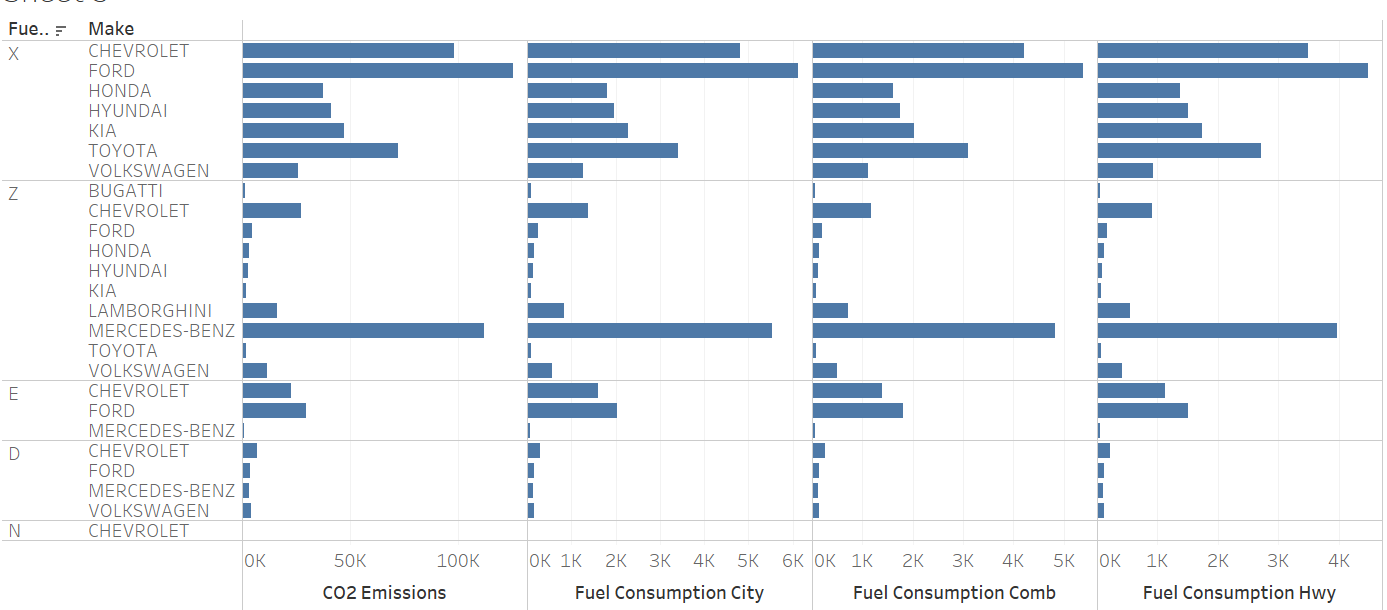 Fue.. Make
X CHEVROLET
FORD
HONDA
HYUNDAI
KIA
TOYOTA
VOLKSWAGEN
Z BUGATTI
CHEVROLET
FORD
HONDA
HYUNDAI
KIA
LAMBORGHINI
MERCEDES-BENZ
TOYOTA
VOLKSWAGEN
E CHEVROLET
FORD
MERCEDES-BENZ
D CHEVROLET
FORD
MERCEDES-BENZ
VOLKSWAGEN
N CHEVROLET
0K 50K 100K 0K 1K 2K 3K 4K 5K 6K 0K 1K 2K 3K 4K 5K 0K 1K 2K 3K 4K
CO2 Emissions Fuel Consumption City Fuel Consumption Comb Fuel Consumption Hwy